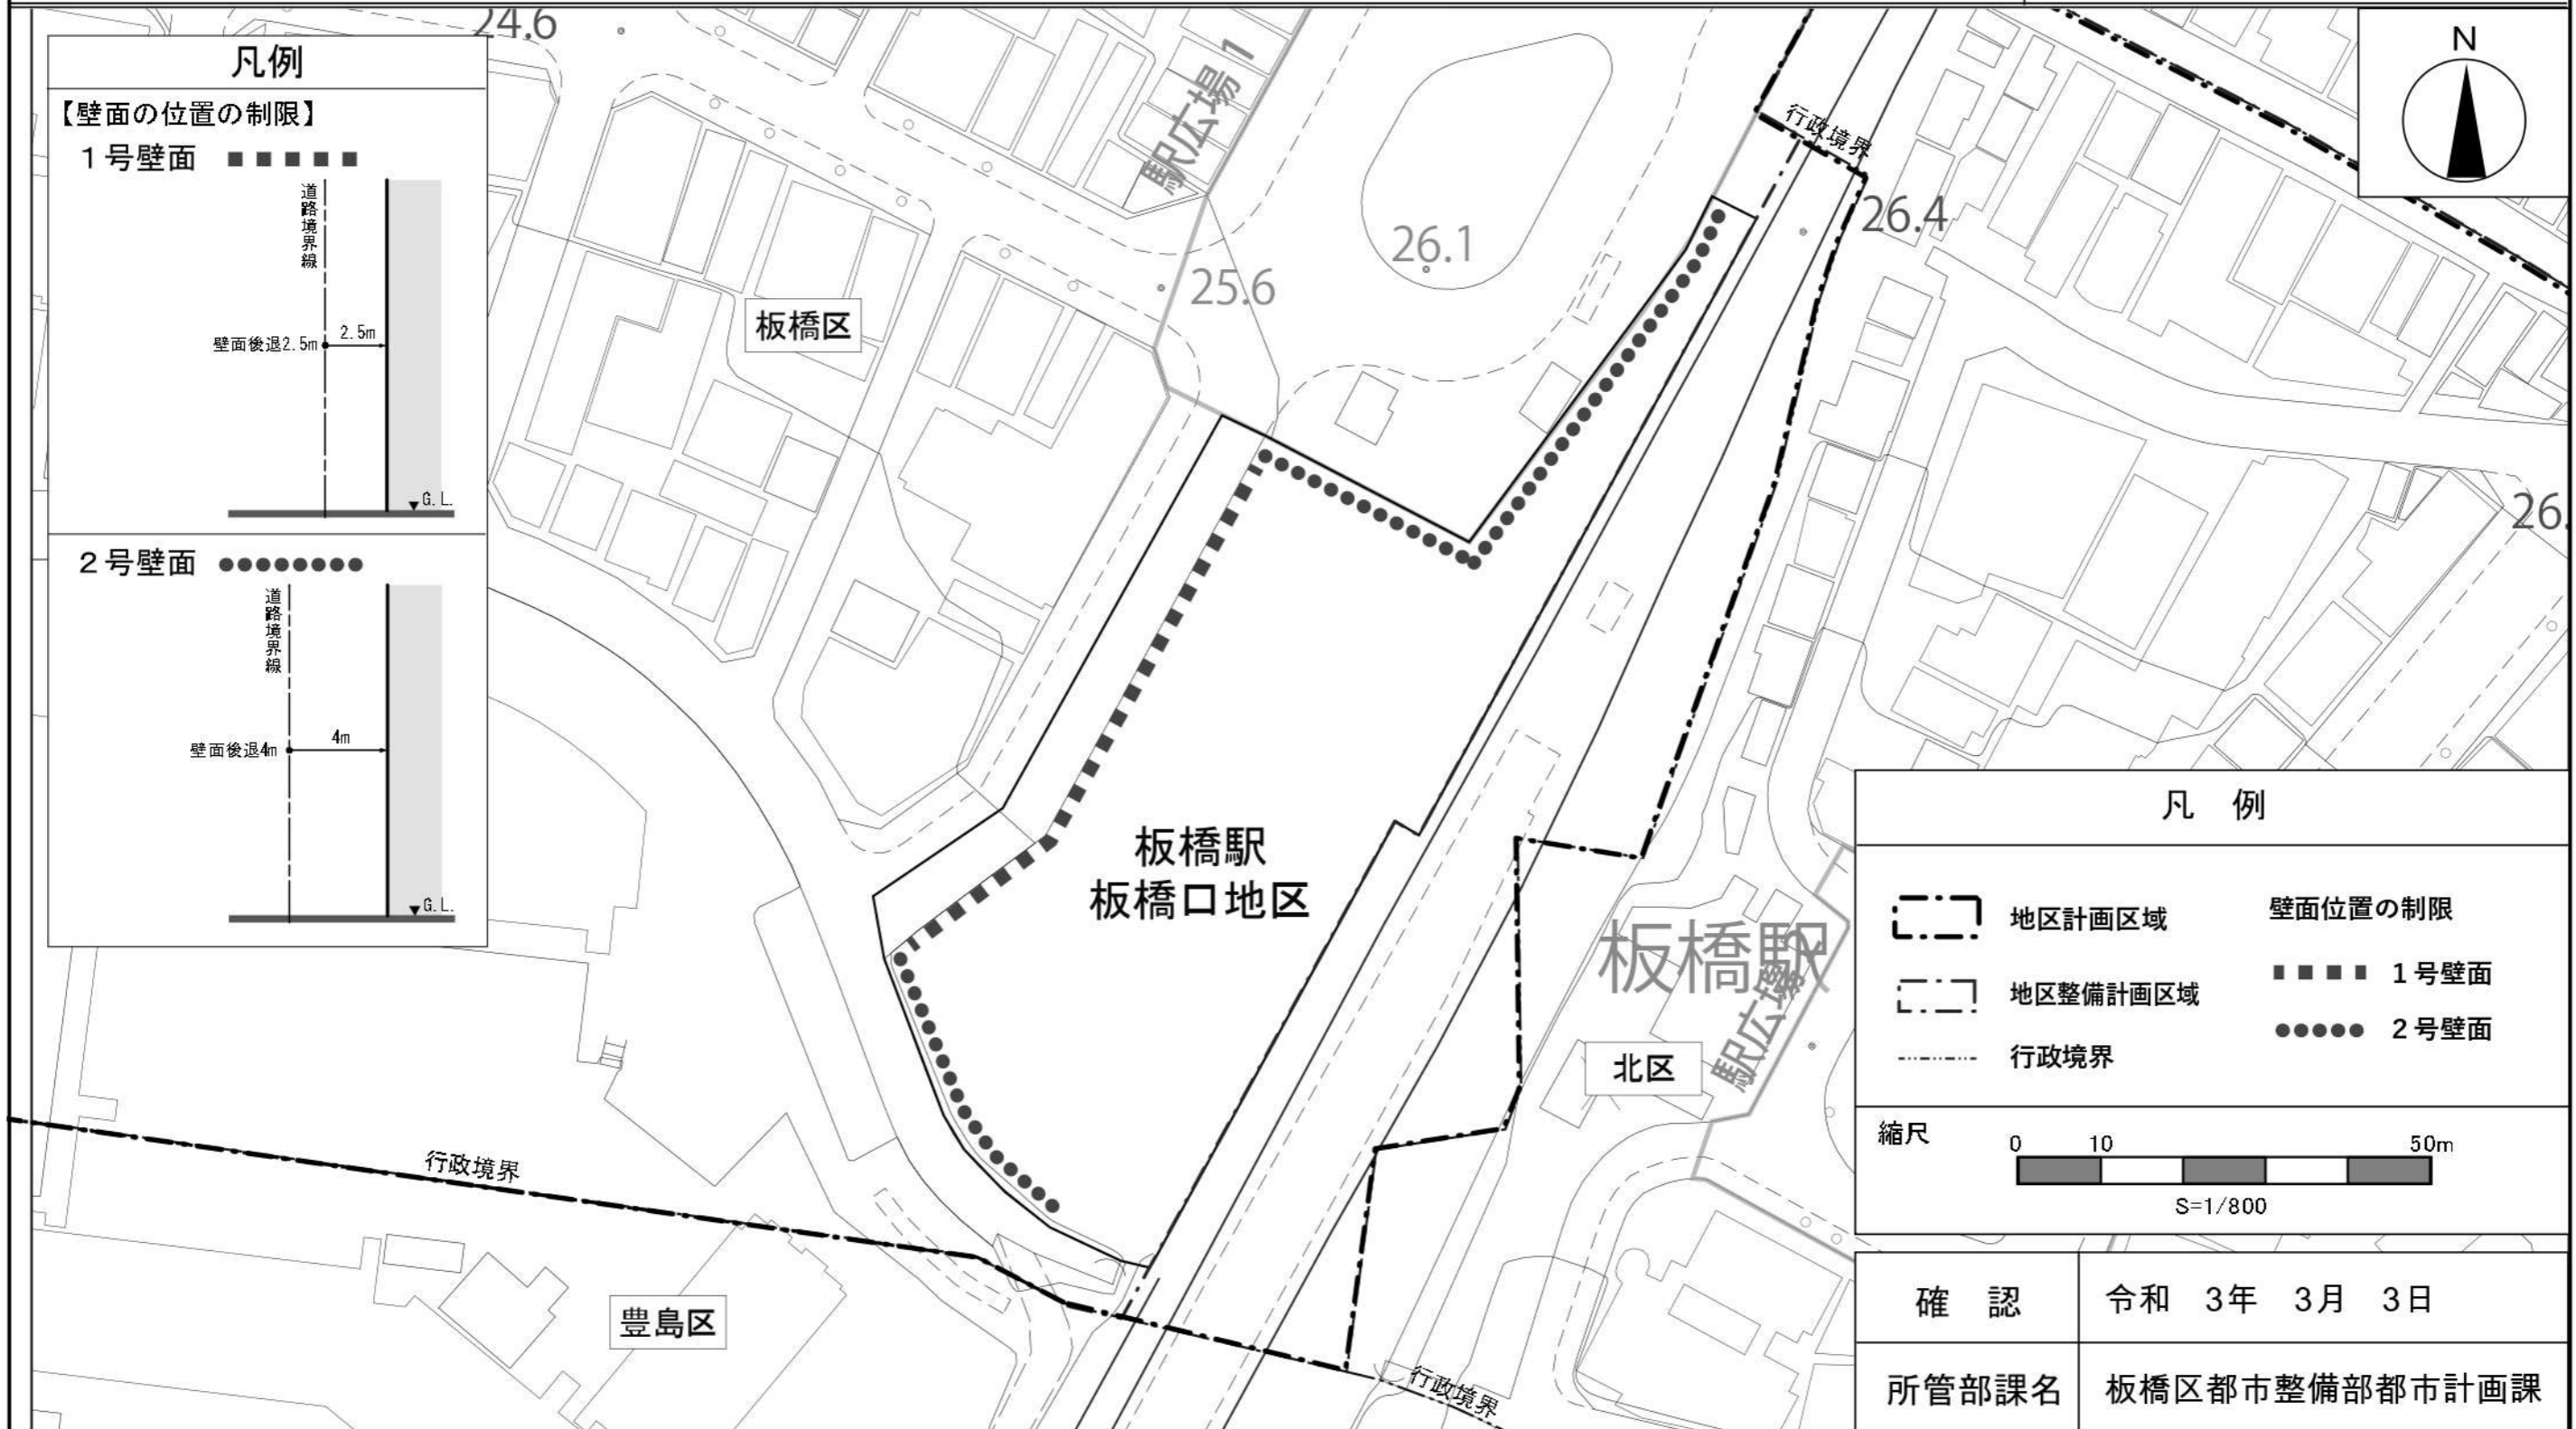 24.6
凡例
【壁面の位置の制限】
１号壁面
道路境界線
壁面後退2.5m
2.5m
G.L.
２号壁面
道路境界線
壁面後退4m
4m
G.L.
駅広場 1
板橋区
25.6
26.1
行政境界
26.4
N
26.
板橋駅
板橋口地区
板橋駅
駅広場
北区
行政境界
豊島区
行政境界
凡 例
地区計画区域
地区整備計画区域
行政境界
壁面位置の制限
１号壁面
２号壁面
縮尺
0 10 50m
S=1/800
確 認 令和 3年 3月 3日
所管部課名 板橋区都市整備部都市計画課